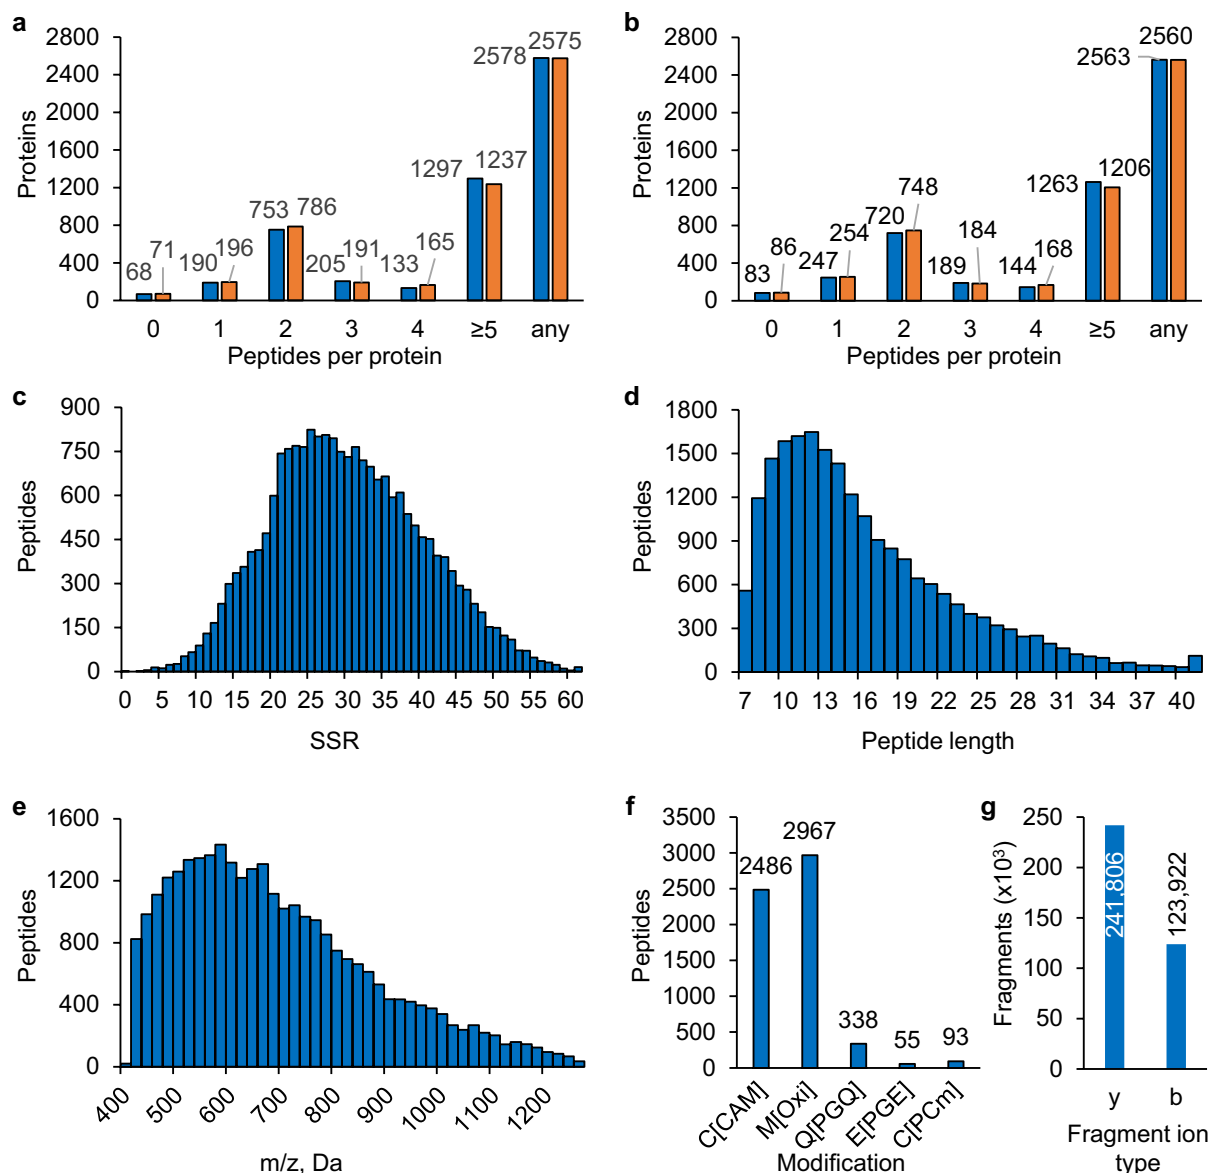 a
Proteins
2800
2400
2000
1600
1200
800
400
0
68
71
190
196
753
786
205
191
133
165
1297
1237
2578
2575
0 1 2 3 4 ≥5 any
Peptides per protein
b
Proteins
2800
2400
2000
1600
1200
800
400
0
83
86
247
254
720
748
189
184
144
168
1263
1206
2563
2560
0 1 2 3 4 ≥5 any
Peptides per protein
c
Peptides
900
750
600
450
300
150
0
0 5 10 15 20 25 30 35 40 45 50 55 60
SSR
d
Peptides
1800
1500
1200
900
600
300
0
7 10 13 16 19 22 25 28 31 34 37 40
Peptide length
e
Peptides
1600
1200
800
400
0
400 500 600 700 800 900 1000 1100 1200
m/z, Da
f
Peptides
3500
3000
2500
2000
1500
1000
500
0
2486
2967
338
55
93
C[CAM] M[Oxi] Q[PGQ] E[PGE] C[PCm]
Modification
g
Fragments (x10³)
250
200
150
100
50
0
241,806
123,922
y b
Fragment ion
type